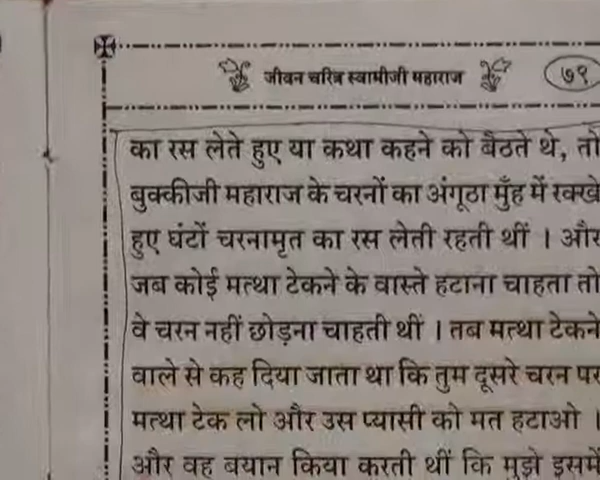 जीवन चरित्र स्वामीजी महाराज
७९
का रस लेते हुए या कथा कहने को बैठते थे, तो
बुक्कीजी महाराज के चरनों का अंगूठा मुँह में रक्खे
हुए घंटों चरनामृत का रस लेती रहती थीं । और
जब कोई मत्था टेकने के वास्ते हटाना चाहता तो
वे चरन नहीं छोड़ना चाहती थीं । तब मत्था टेकने
वाले से कह दिया जाता था कि तुम दूसरे चरन पर
मत्था टेक लो और उस प्यासी को मत हटाओ ।
और वह बयान किया करती थीं कि मुझे इसमें